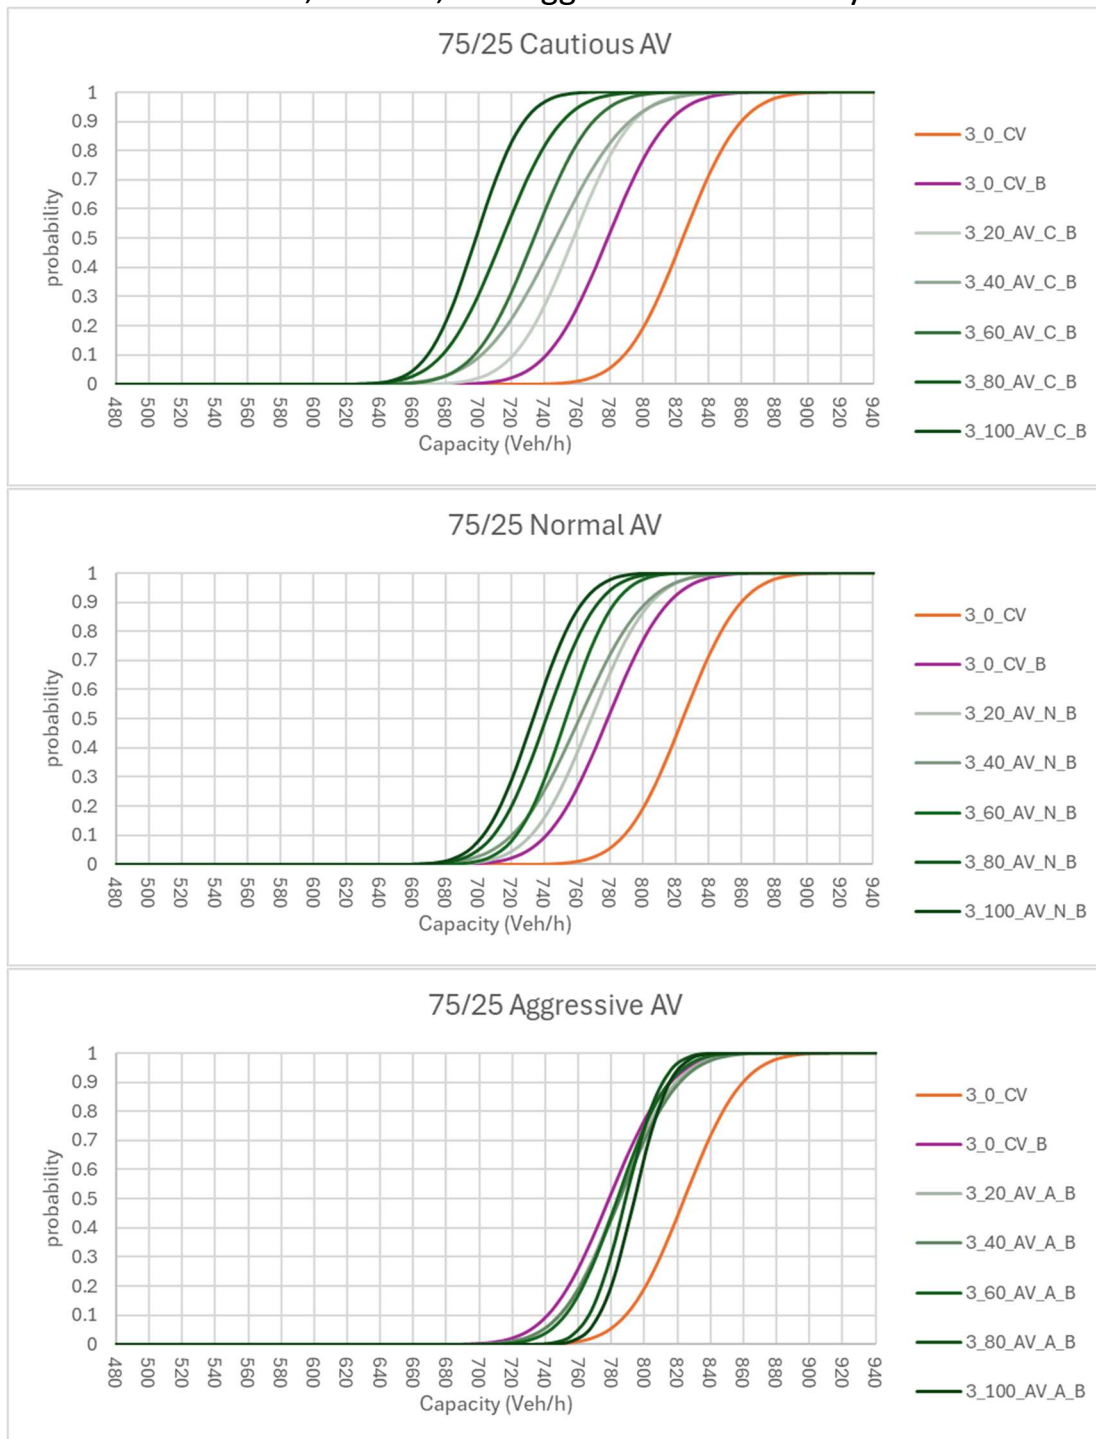 75/25 Cautious AV
1
0.9
0.8
0.7
0.6
0.5
0.4
0.3
0.2
0.1
0
probability
480 500 520 540 560 580 600 620 640 660 680 700 720 740 760 780 800 820 840 860 880 900 920 940
Capacity (Veh/h)
3_0_CV
3_0_CV_B
3_20_AV_C_B
3_40_AV_C_B
3_60_AV_C_B
3_80_AV_C_B
3_100_AV_C_B
75/25 Normal AV
1
0.9
0.8
0.7
0.6
0.5
0.4
0.3
0.2
0.1
0
probability
480 500 520 540 560 580 600 620 640 660 680 700 720 740 760 780 800 820 840 860 880 900 920 940
Capacity (Veh/h)
3_0_CV
3_0_CV_B
3_20_AV_N_B
3_40_AV_N_B
3_60_AV_N_B
3_80_AV_N_B
3_100_AV_N_B
75/25 Aggressive AV
1
0.9
0.8
0.7
0.6
0.5
0.4
0.3
0.2
0.1
0
probability
480 500 520 540 560 580 600 620 640 660 680 700 720 740 760 780 800 820 840 860 880 900 920 940
Capacity (Veh/h)
3_0_CV
3_0_CV_B
3_20_AV_A_B
3_40_AV_A_B
3_60_AV_A_B
3_80_AV_A_B
3_100_AV_A_B